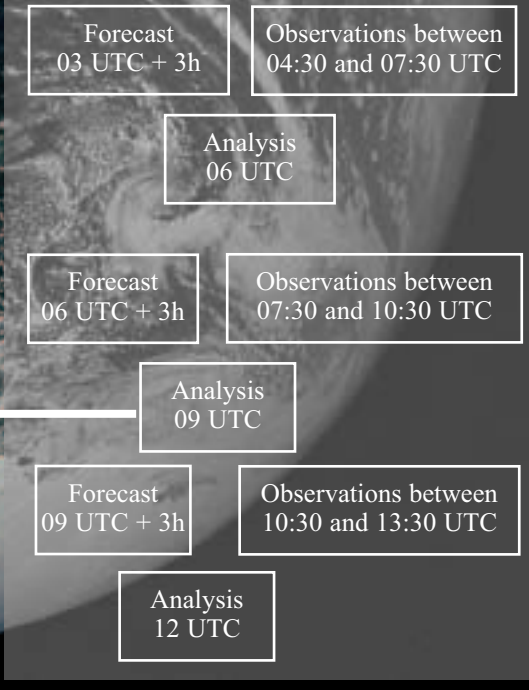 Forecast
03 UTC + 3h
Observations between
04:30 and 07:30 UTC
Analysis
06 UTC
Forecast
06 UTC + 3h
Observations between
07:30 and 10:30 UTC
Analysis
09 UTC
Forecast
09 UTC + 3h
Observations between
10:30 and 13:30 UTC
Analysis
12 UTC